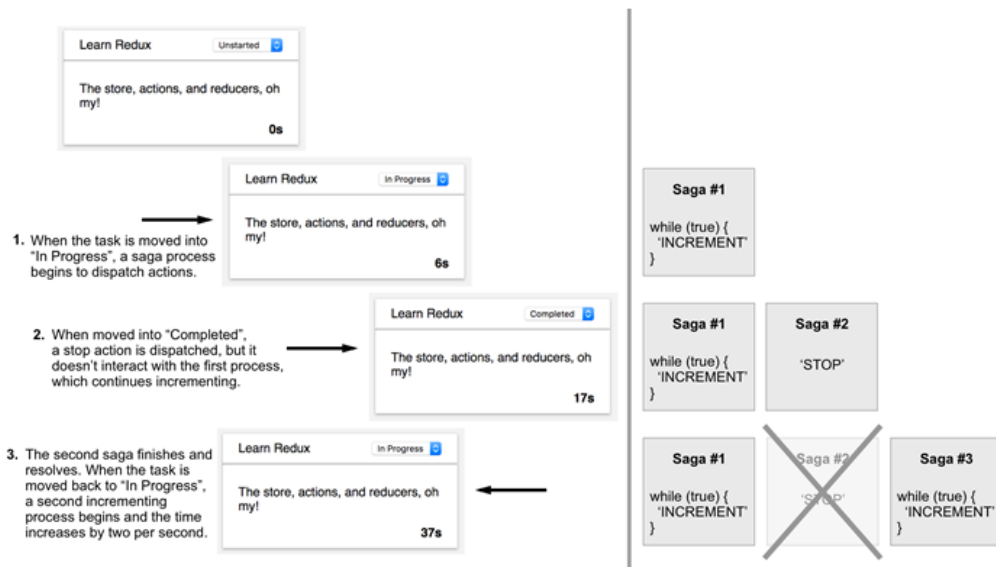 Learn Redux Unstarted
The store, actions, and reducers, oh
my!
0s
Learn Redux In Progress
The store, actions, and reducers, oh
my!
6s
1. When the task is moved into
“In Progress”, a saga process
begins to dispatch actions.
Saga #1
while (true) {
‘INCREMENT’
}
Learn Redux Completed
The store, actions, and reducers, oh
my!
17s
2. When moved into “Completed”,
a stop action is dispatched, but it
doesn’t interact with the first process,
which continues incrementing.
Saga #1
while (true) {
‘INCREMENT’
}
Saga #2
‘STOP’
3. The second saga finishes and
resolves. When the task is
moved back to “In Progress”,
a second incrementing
process begins and the time
increases by two per second.
Learn Redux In Progress
The store, actions, and reducers, oh
my!
37s
Saga #1
while (true) {
‘INCREMENT’
}
Saga #2
‘STOP’
Saga #3
while (true) {
‘INCREMENT’
}